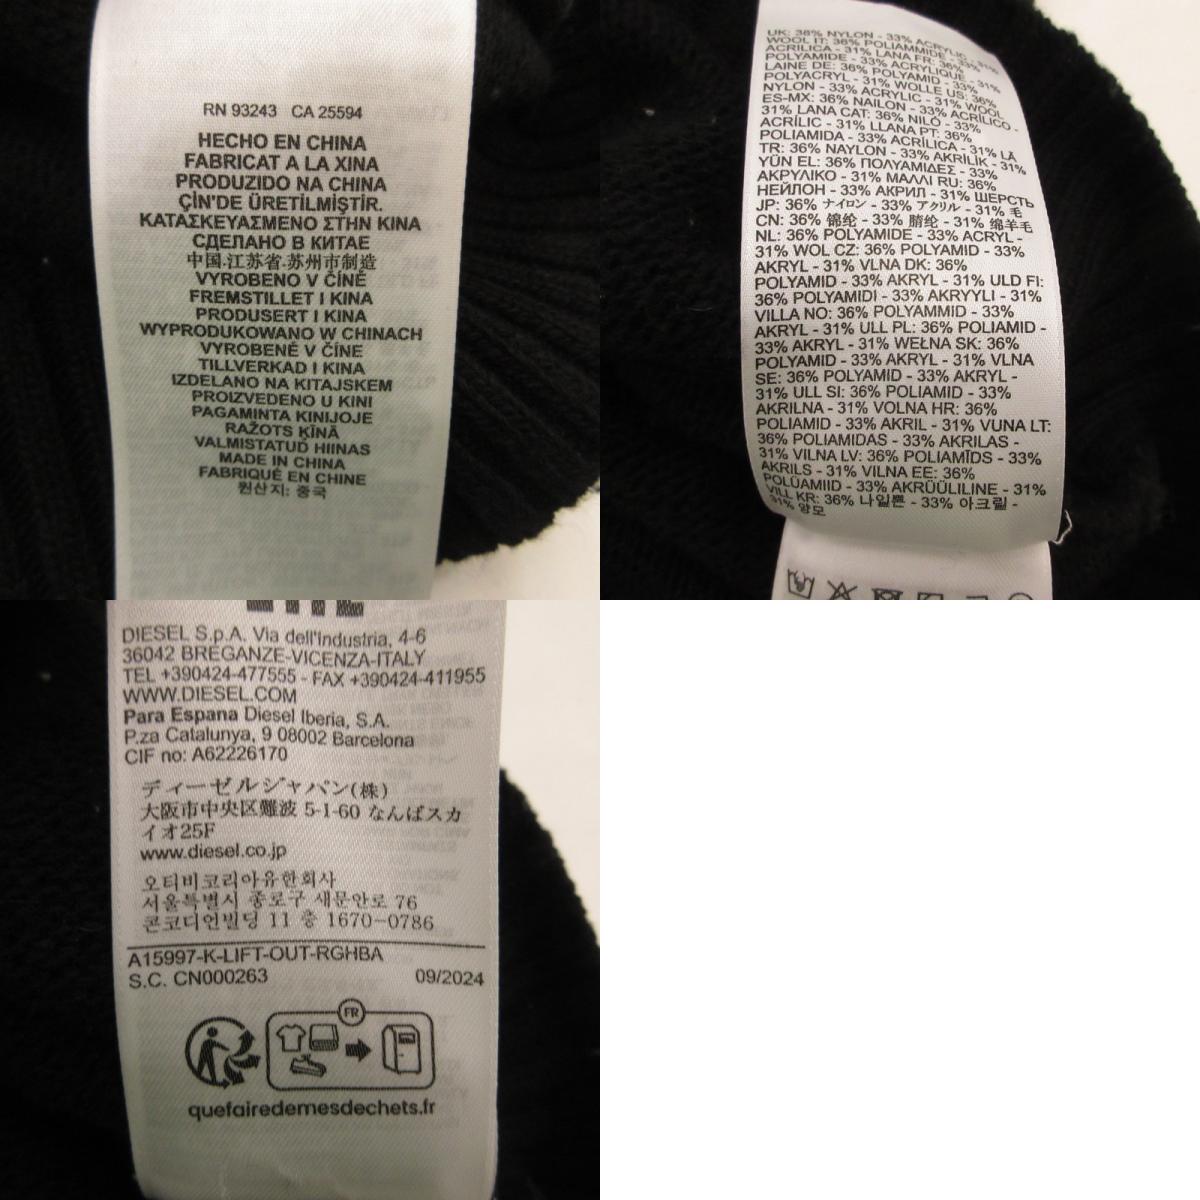 RN 93243 CA 25594
HECHO EN CHINA
FABRICAT A LA XINA
PRODUZIDO NA CHINA
ÇİN'DE ÜRETİLMİŞTİR.
ΚΑΤΑΣΚΕΥΑΣΜΕΝΟ ΣΤΗΝ ΚΙΝΑ
СДЕЛАНО В КИТАЕ
中国.江苏省.苏州市制造
VYROBENO V ČÍNĚ
FREMSTILLET I KINA
PRODUSERT I KINA
WYPRODUKOWANO W CHINACH
VYROBENÉ V ČÍNE
TILLVERKAD I KINA
IZDELANO NA KITAJSKEM
PROIZVEDENO U KINI
PAGAMINTA KINIJOJE
RAŽOTS ĶĪNĀ
VALMISTATUD HIINAS
MADE IN CHINA
FABRIQUÉ EN CHINE
원산지: 중국
UK: 36% NYLON - 33% ACRYLIC - 31%
WOOL IT: 36% POLIAMMIDE - 33%
ACRILICA - 31% LANA FR: 36%
POLYAMIDE - 33% ACRYLIQUE - 31%
LAINE DE: 36% POLYAMID - 33%
POLYACRYL - 31% WOLLE US: 36%
NYLON - 33% ACRYLIC - 31% WOOL
ES-MX: 36% NAILON - 33% ACRÍLICO -
31% LANA CAT: 36% NILÓ - 33%
ACRÍLIC - 31% LLANA PT: 36%
POLIAMIDA - 33% ACRÍLICA - 31% LÃ
TR: 36% NAYLON - 33% AKRİLİK - 31%
YÜN EL: 36% ΠΟΛΥΑΜΙΔΕΣ - 33%
ΑΚΡΥΛΙΚΟ - 31% ΜΑΛΛΙ RU: 36%
НЕЙЛОН - 33% АКРИЛ - 31% ШЕРСТЬ
JP: 36% ナイロン - 33% アクリル - 31% 毛
CN: 36% 锦纶 - 33% 腈纶 - 31% 绵羊毛
NL: 36% POLYAMIDE - 33% ACRYL -
31% WOL CZ: 36% POLYAMID - 33%
AKRYL - 31% VLNA DK: 36%
POLYAMID - 33% AKRYL - 31% ULD FI:
36% POLYAMIDI - 33% AKRYYLI - 31%
VILLA NO: 36% POLYAMMID - 33%
AKRYL - 31% ULL PL: 36% POLIAMID -
33% AKRYL - 31% WEŁNA SK: 36%
POLYAMID - 33% AKRYL - 31% VLNA
SE: 36% POLYAMID - 33% AKRYL -
31% ULL SI: 36% POLIAMID - 33%
AKRILNA - 31% VOLNA HR: 36%
POLIAMID - 33% AKRIL - 31% VUNA LT:
36% POLIAMIDAS - 33% AKRILAS -
31% VILNA LV: 36% POLIAMĪDS - 33%
AKRILS - 31% VILNA EE: 36%
POLÜAMIID - 33% AKRÜÜLILINE - 31%
VILL KR: 36% 나일론 - 33% 아크릴 -
31% 양모
DIESEL S.p.A. Via dell'Industria, 4-6
36042 BREGANZE-VICENZA-ITALY
TEL +390424-477555 - FAX +390424-411955
WWW.DIESEL.COM
Para Espana Diesel Iberia, S.A.
P.za Catalunya, 9 08002 Barcelona
CIF no: A62226170
ディーゼルジャパン(株)
大阪市中央区難波 5-1-60 なんばスカ
イオ25F
www.diesel.co.jp
오티비코리아유한회사
서울특별시 종로구 새문안로 76
콘코디언빌딩 11 층 1670-0786
A15997-K-LIFT-OUT-RGHBA
S.C. CN000263 09/2024
FR
quefairedemesdechets.fr